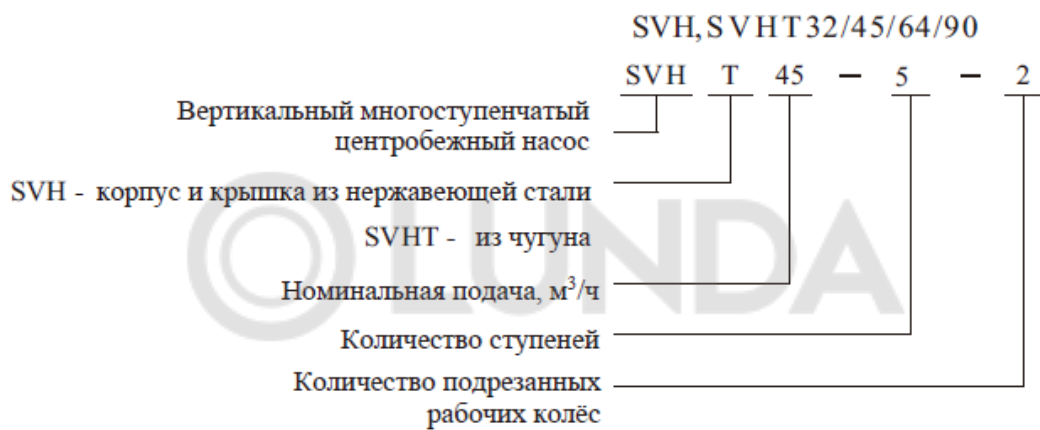 SVH, SVHT32/45/64/90
SVH T 45 – 5 – 2
Вертикальный многоступенчатый
центробежный насос
SVH - корпус и крышка из нержавеющей стали
SVHT - из чугуна
Номинальная подача, м³/ч
Количество ступеней
Количество подрезанных
рабочих колёс
LUNDA